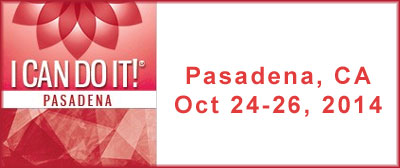 I CAN DO IT!®
PASADENA
Pasadena, CA
Oct 24-26, 2014